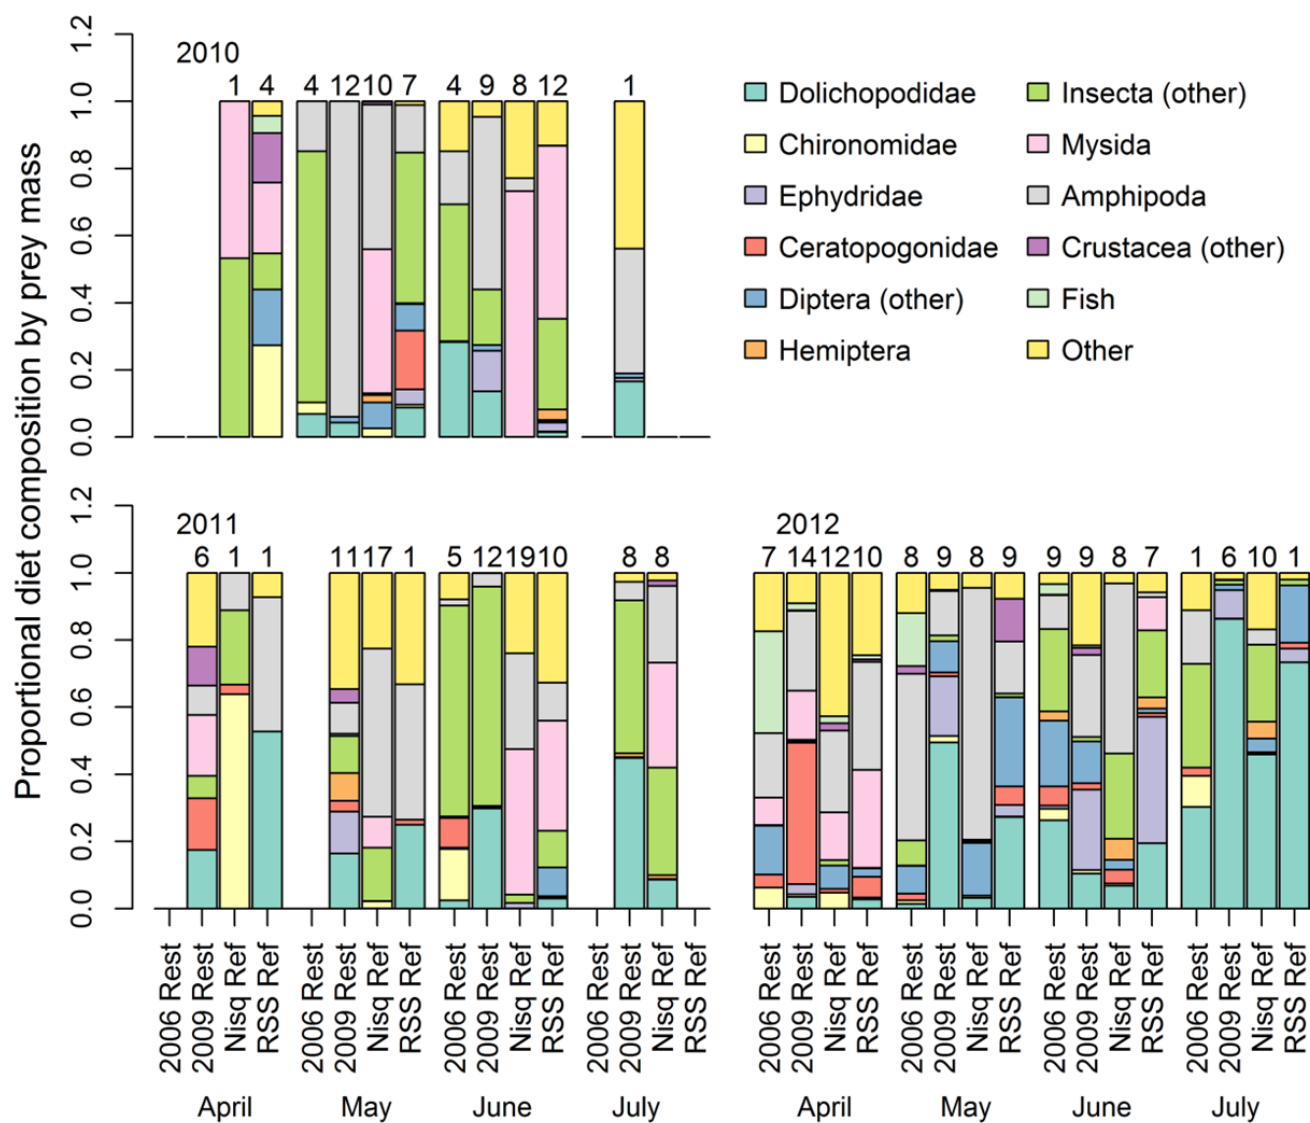 Proportional diet composition by prey mass
2010
1.2
1.0
0.8
0.6
0.4
0.2
0.0
1 4 4 12 10 7 4 9 8 12 1
Dolichopodidae
Chironomidae
Ephydridae
Ceratopogonidae
Diptera (other)
Hemiptera
Insecta (other)
Mysida
Amphipoda
Crustacea (other)
Fish
Other
2011
1.2
1.0
0.8
0.6
0.4
0.2
0.0
6 1 1 11 17 1 5 12 19 10 8 8
2012
7 14 12 10 8 9 8 9 9 9 8 7 1 6 10 1
2006 Rest
2009 Rest
Nisq Ref
RSS Ref
2006 Rest
2009 Rest
Nisq Ref
RSS Ref
2006 Rest
2009 Rest
Nisq Ref
RSS Ref
2006 Rest
2009 Rest
Nisq Ref
RSS Ref
2006 Rest
2009 Rest
Nisq Ref
RSS Ref
2006 Rest
2009 Rest
Nisq Ref
RSS Ref
2006 Rest
2009 Rest
Nisq Ref
RSS Ref
2006 Rest
2009 Rest
Nisq Ref
RSS Ref
April May June July
April May June July